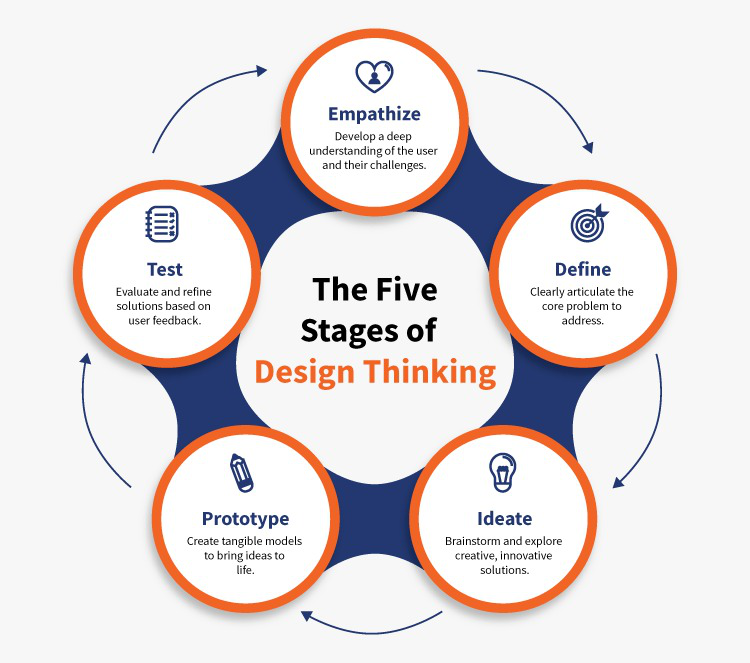 The Five
Stages of
Design Thinking
Empathize
Develop a deep
understanding of the user
and their challenges.
Define
Clearly articulate the
core problem to
address.
Ideate
Brainstorm and explore
creative, innovative
solutions.
Prototype
Create tangible models
to bring ideas to
life.
Test
Evaluate and refine
solutions based on
user feedback.